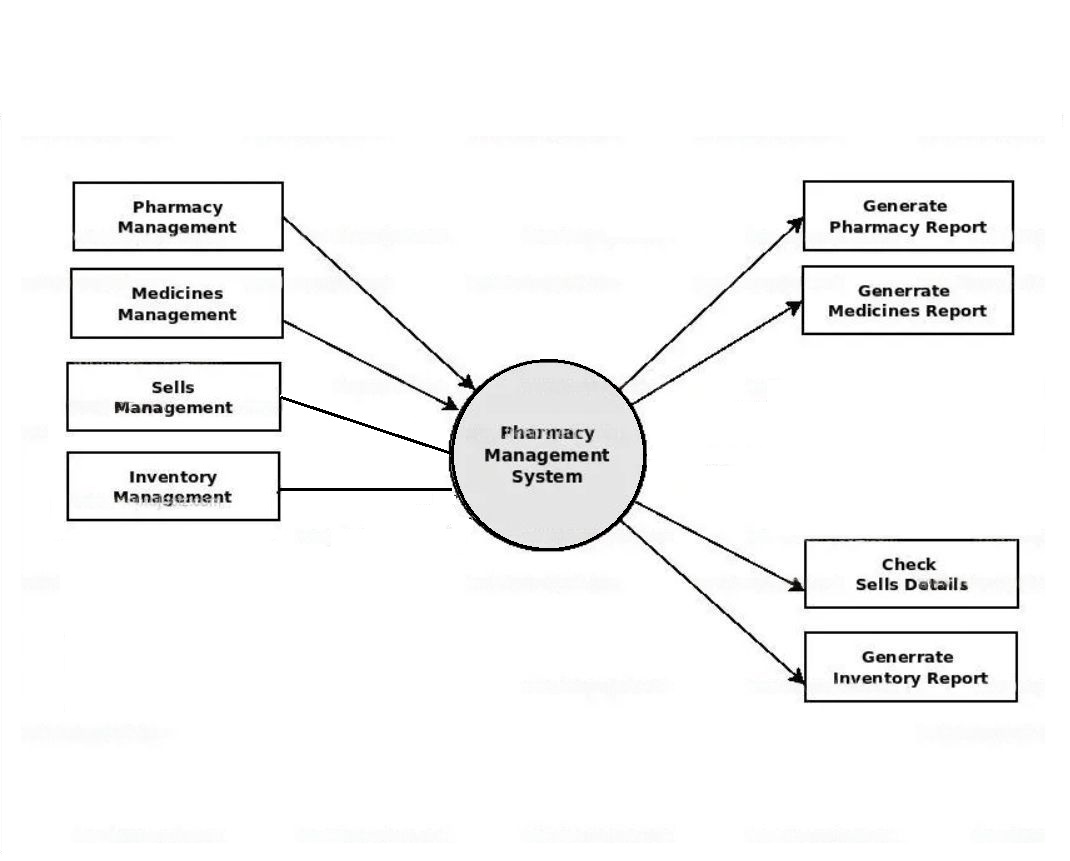 Pharmacy
Management
Medicines
Management
Sells
Management
Inventory
Management
Pharmacy
Management
System
Generate
Pharmacy Report
Generrate
Medicines Report
Check
Sells Details
Generrate
Inventory Report